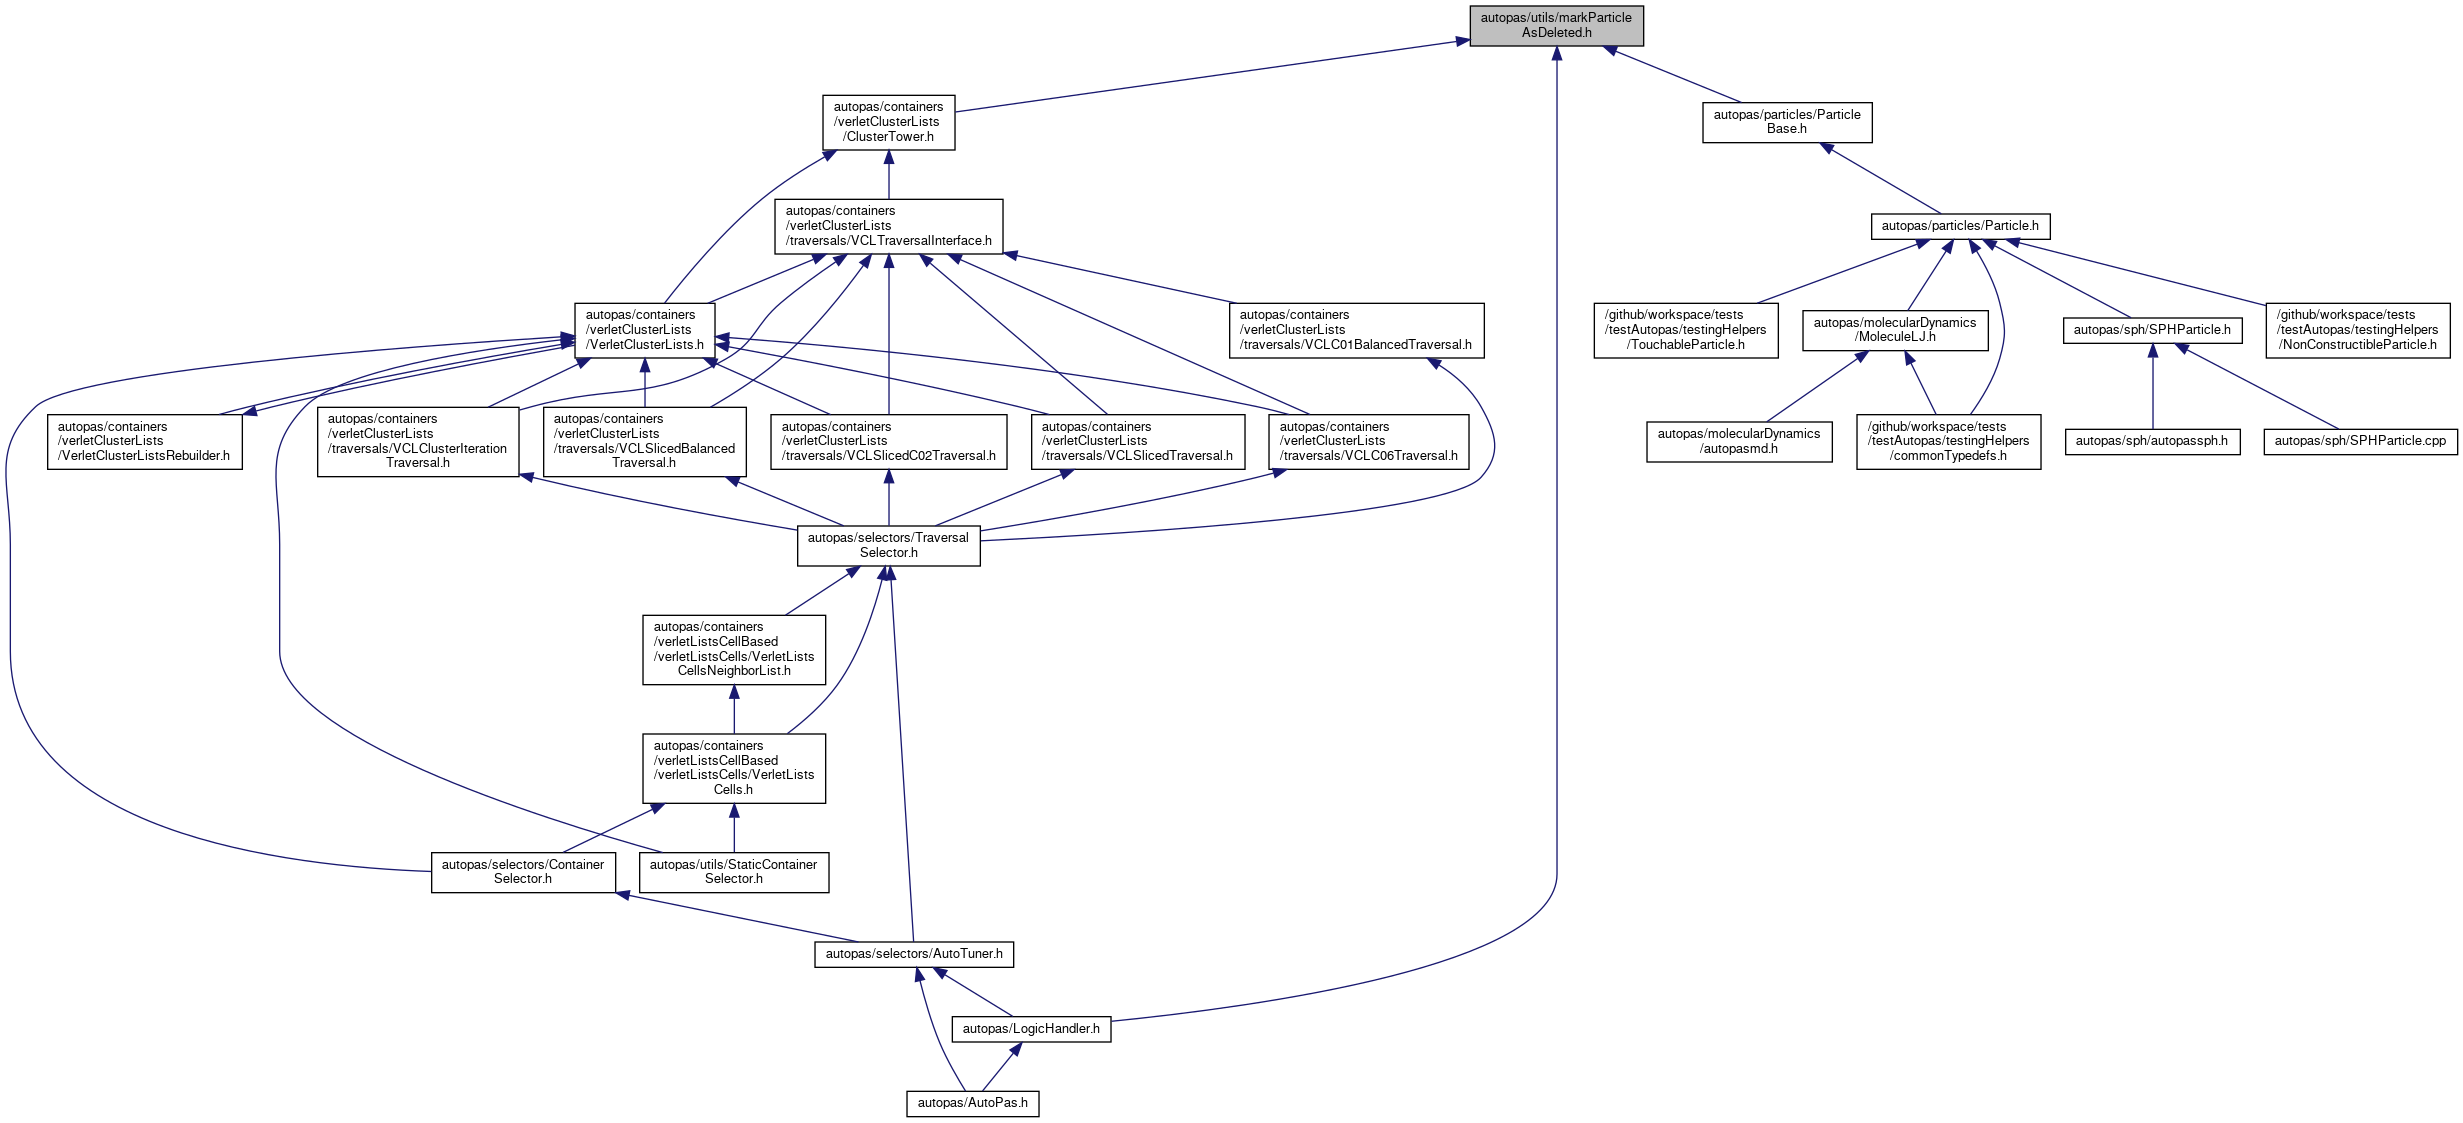 autopas/utils/markParticle
AsDeleted.h
autopas/containers
/verletClusterLists
/ClusterTower.h
autopas/particles/Particle
Base.h
autopas/containers
/verletClusterLists
/traversals/VCLTraversalInterface.h
autopas/particles/Particle.h
autopas/containers
/verletClusterLists
/VerletClusterLists.h
autopas/containers
/verletClusterLists
/traversals/VCLC01BalancedTraversal.h
/github/workspace/tests
/testAutopas/testingHelpers
/TouchableParticle.h
autopas/molecularDynamics
/MoleculeLJ.h
autopas/sph/SPHParticle.h
/github/workspace/tests
/testAutopas/testingHelpers
/NonConstructibleParticle.h
autopas/containers
/verletClusterLists
/VerletClusterListsRebuilder.h
autopas/containers
/verletClusterLists
/traversals/VCLClusterIteration
Traversal.h
autopas/containers
/verletClusterLists
/traversals/VCLSlicedBalanced
Traversal.h
autopas/containers
/verletClusterLists
/traversals/VCLSlicedC02Traversal.h
autopas/containers
/verletClusterLists
/traversals/VCLSlicedTraversal.h
autopas/containers
/verletClusterLists
/traversals/VCLC06Traversal.h
autopas/molecularDynamics
/autopasmd.h
/github/workspace/tests
/testAutopas/testingHelpers
/commonTypedefs.h
autopas/sph/autopassph.h
autopas/sph/SPHParticle.cpp
autopas/selectors/Traversal
Selector.h
autopas/containers
/verletListsCellBased
/verletListsCells/VerletLists
CellsNeighborList.h
autopas/containers
/verletListsCellBased
/verletListsCells/VerletLists
Cells.h
autopas/selectors/Container
Selector.h
autopas/utils/StaticContainer
Selector.h
autopas/selectors/AutoTuner.h
autopas/LogicHandler.h
autopas/AutoPas.h